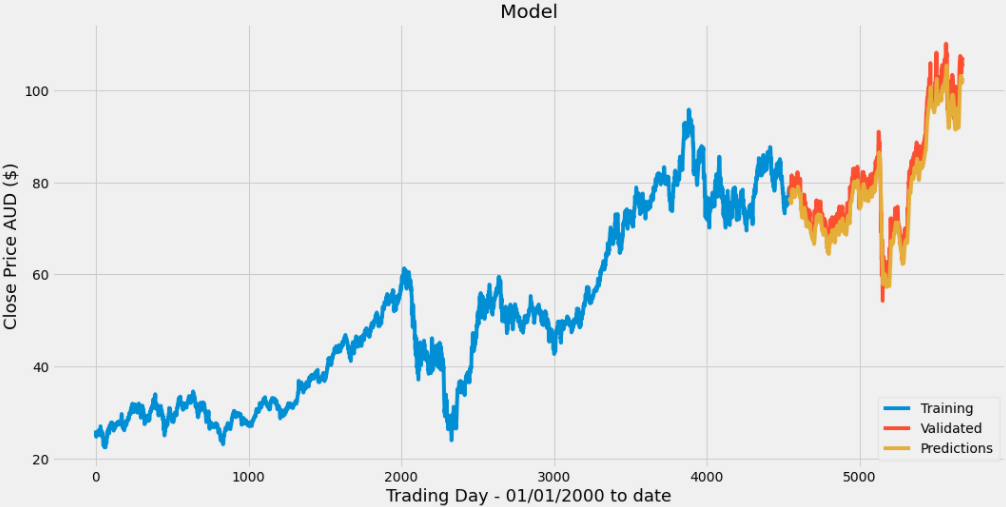 Model
Close Price AUD ($)
100
80
60
40
20
0 1000 2000 3000 4000 5000
Trading Day - 01/01/2000 to date
Training
Validated
Predictions